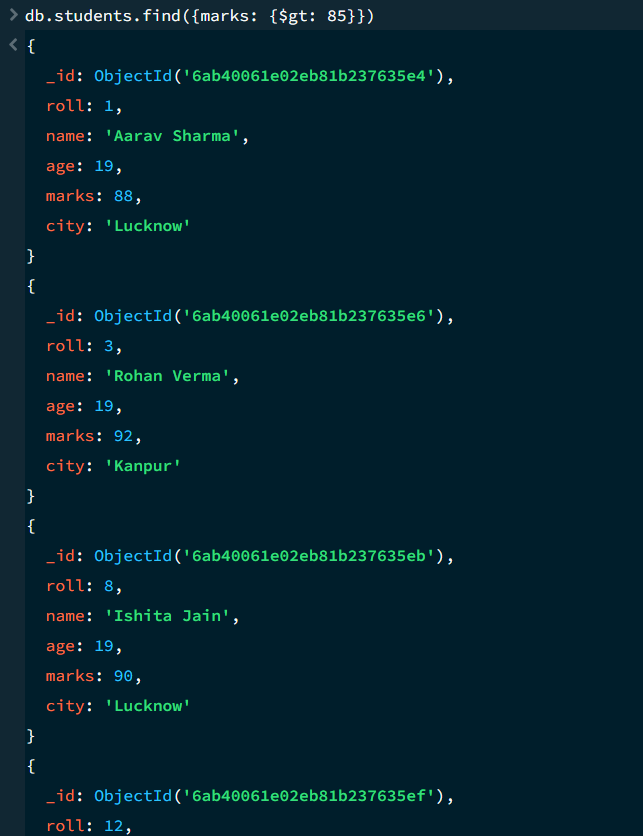 db.students.find({marks: {$gt: 85}})
{
  _id: ObjectId('6ab40061e02eb81b237635e4'),
  roll: 1,
  name: 'Aarav Sharma',
  age: 19,
  marks: 88,
  city: 'Lucknow'
}
{
  _id: ObjectId('6ab40061e02eb81b237635e6'),
  roll: 3,
  name: 'Rohan Verma',
  age: 19,
  marks: 92,
  city: 'Kanpur'
}
{
  _id: ObjectId('6ab40061e02eb81b237635eb'),
  roll: 8,
  name: 'Ishita Jain',
  age: 19,
  marks: 90,
  city: 'Lucknow'
}
{
  _id: ObjectId('6ab40061e02eb81b237635ef'),
  roll: 12,